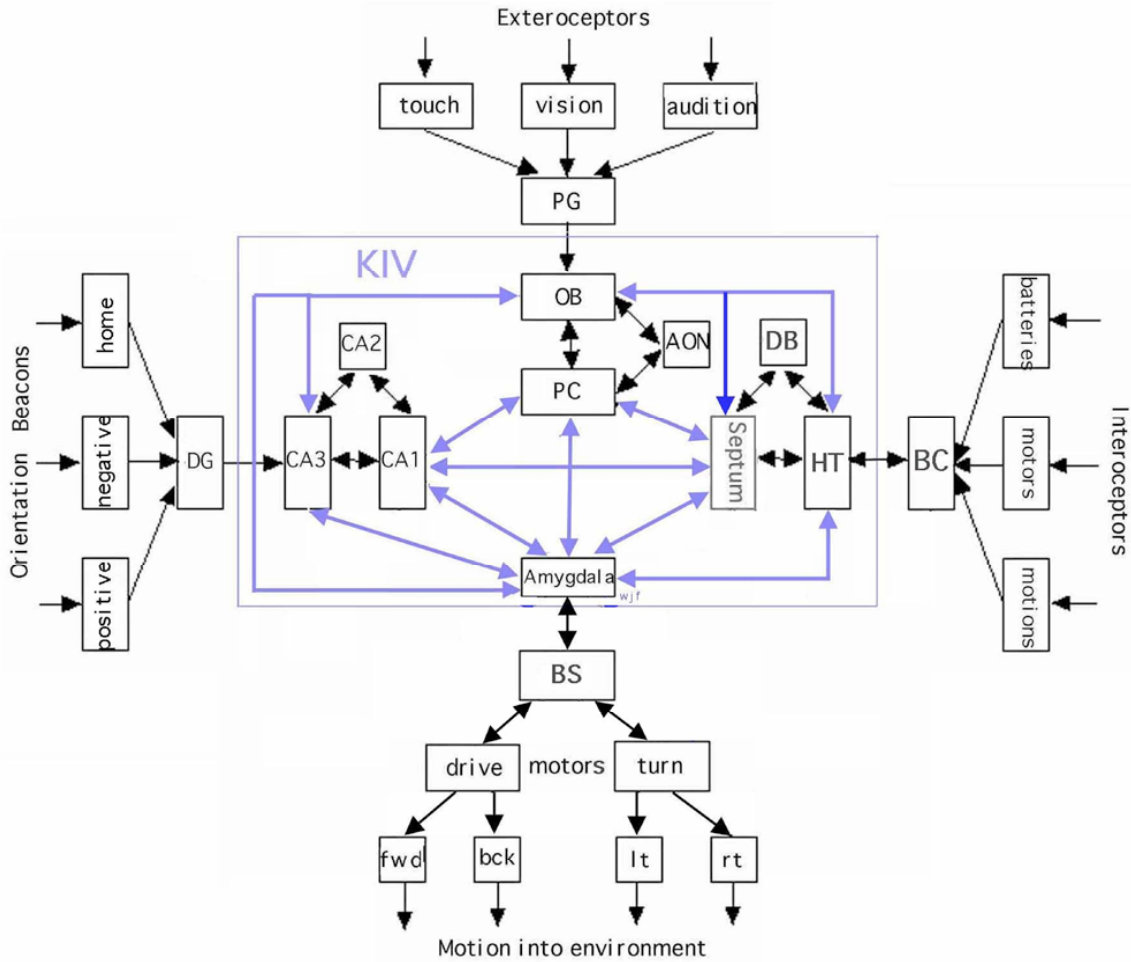 Exteroceptors
touch
vision
audition
PG
KIV
OB
AON
PC
CA2
CA3
CA1
DB
Septum
HT
BC
DG
home
negative
positive
Orientation Beacons
batteries
motors
motions
Interoceptors
Amygdala
wjf
BS
drive
motors
turn
fwd
bck
lt
rt
Motion into environment